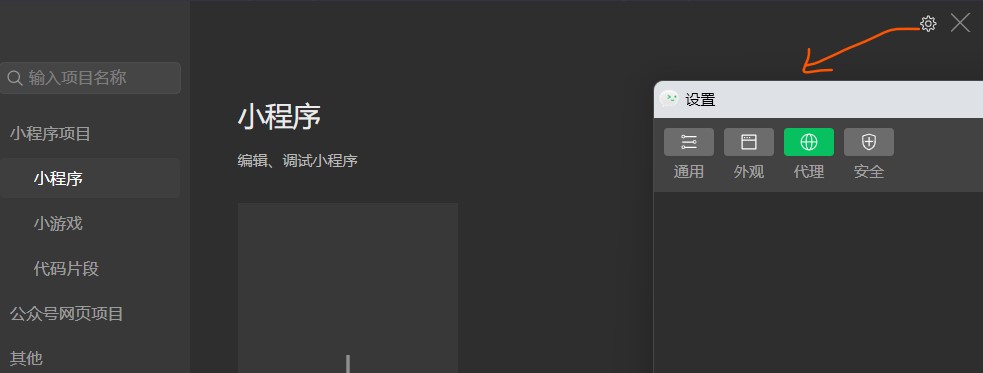 输入项目名称
小程序项目
小程序
小游戏
代码片段
公众号网页项目
其他
小程序
编辑、调试小程序
设置
通用
外观
代理
安全